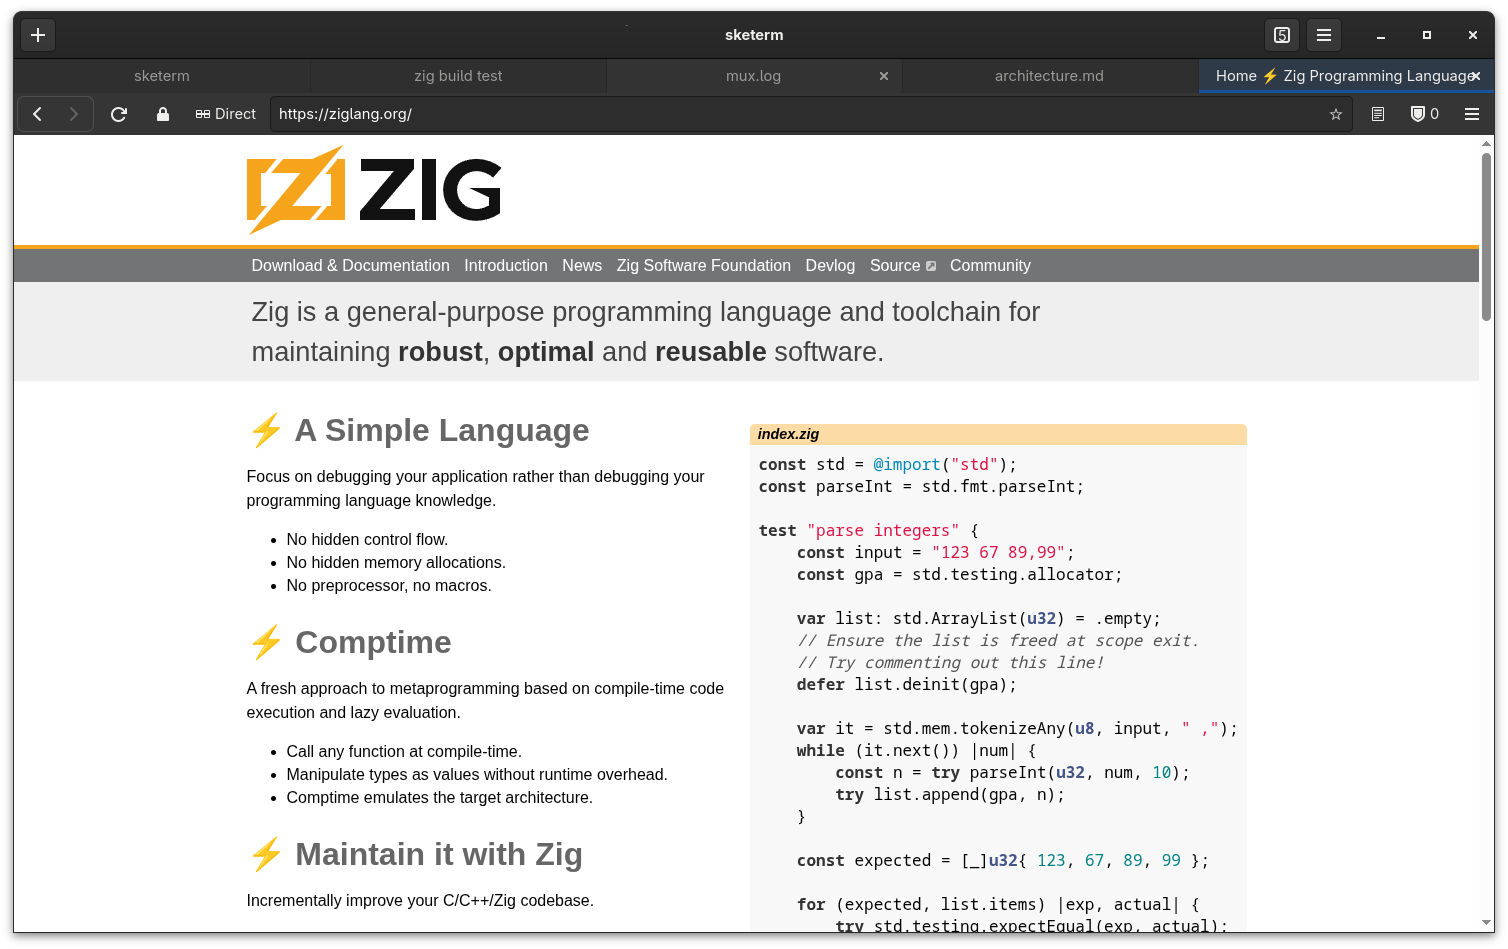 sketerm
5
sketerm
zig build test
mux.log
architecture.md
Home ⚡ Zig Programming Language
Direct
https://ziglang.org/
0
ZIG
Download & Documentation Introduction News Zig Software Foundation Devlog Source Community
Zig is a general-purpose programming language and toolchain for
maintaining robust, optimal and reusable software.
⚡ A Simple Language
Focus on debugging your application rather than debugging your
programming language knowledge.
• No hidden control flow.
• No hidden memory allocations.
• No preprocessor, no macros.
⚡ Comptime
A fresh approach to metaprogramming based on compile-time code
execution and lazy evaluation.
• Call any function at compile-time.
• Manipulate types as values without runtime overhead.
• Comptime emulates the target architecture.
⚡ Maintain it with Zig
Incrementally improve your C/C++/Zig codebase.
index.zig
const std = @import("std");
const parseInt = std.fmt.parseInt;

test "parse integers" {
    const input = "123 67 89,99";
    const gpa = std.testing.allocator;

    var list: std.ArrayList(u32) = .empty;
    // Ensure the list is freed at scope exit.
    // Try commenting out this line!
    defer list.deinit(gpa);

    var it = std.mem.tokenizeAny(u8, input, " ,");
    while (it.next()) |num| {
        const n = try parseInt(u32, num, 10);
        try list.append(gpa, n);
    }

    const expected = [_]u32{ 123, 67, 89, 99 };

    for (expected, list.items) |exp, actual| {
        try std.testing.expectEqual(exp, actual);